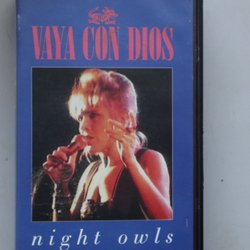 VAYA CON DIOS
night owls